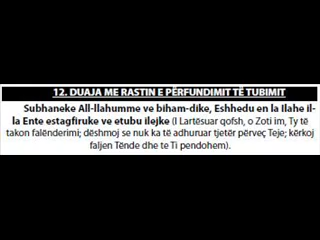 12. DUAJA ME RASTIN E PËRFUNDIMIT TË TUBIMIT
Subhaneke All-llahumme ve biham-dike, Eshhedu en la Ilahe il-
la Ente estagfiruke ve etubu ilejke (I Lartësuar qofsh, o Zoti im, Ty të
takon falënderimi; dëshmoj se nuk ka të adhuruar tjetër përveç Teje; kërkoj
faljen Tënde dhe te Ti pendohem).